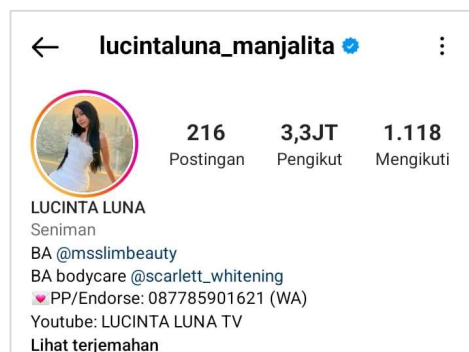 lucintaluna_manjalita
216 3,3JT 1.118
Postingan Pengikut Mengikuti
LUCINTA LUNA
Seniman
BA @msslimbeauty
BA bodycare @scarlett_whitening
💌PP/Endorse: 087785901621 (WA)
Youtube: LUCINTA LUNA TV
Lihat terjemahan